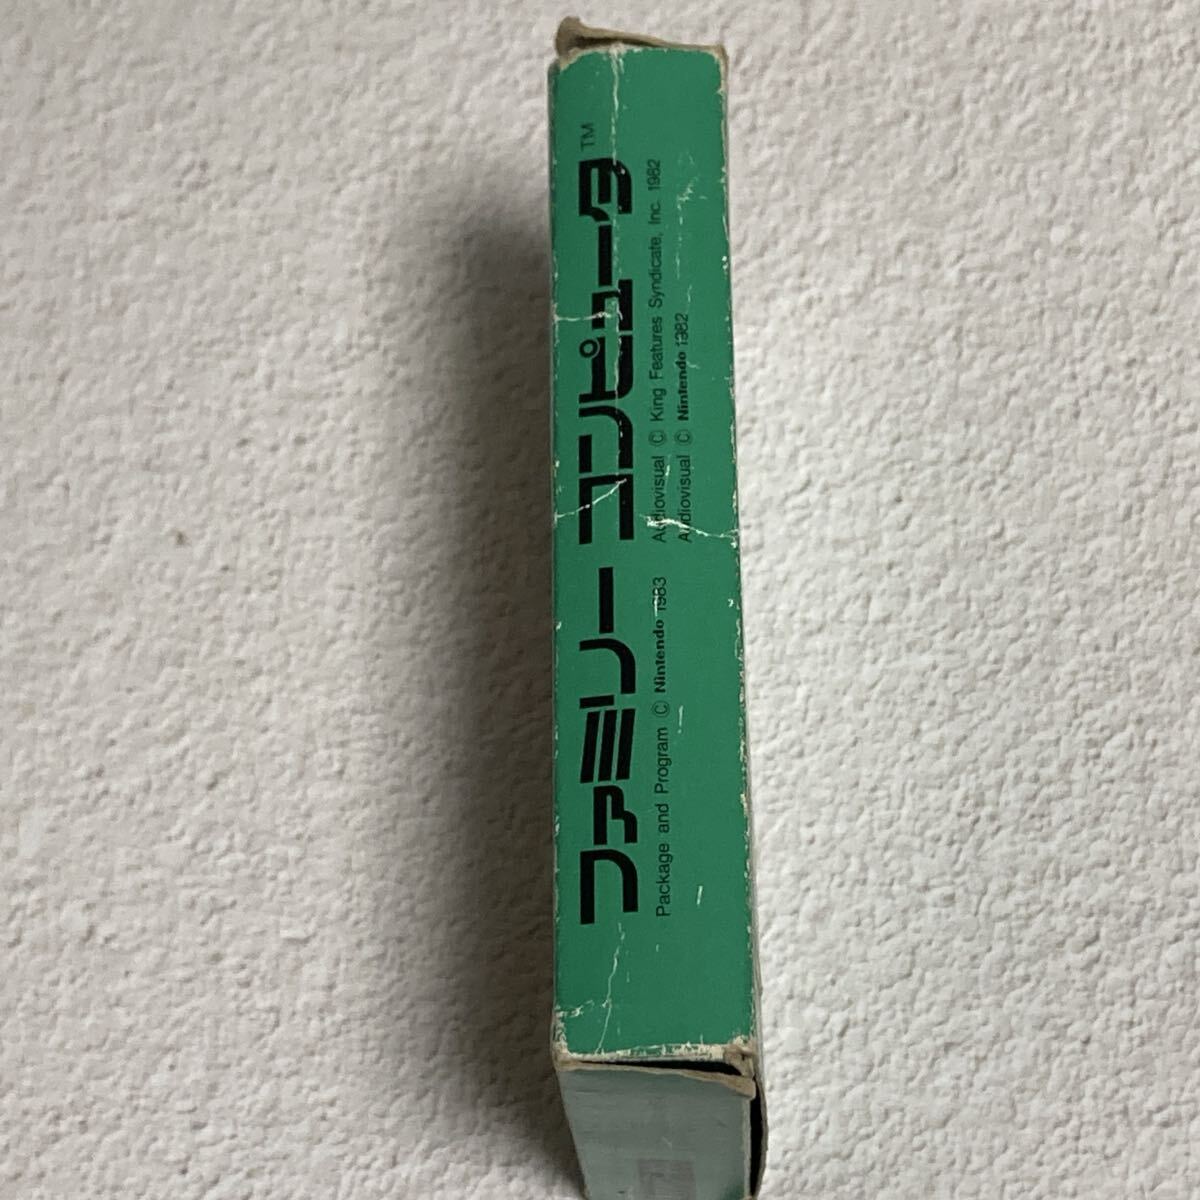 ファミリー コンピュータ™
Package and Program Ⓒ Nintendo 1983
Audiovisual Ⓒ King Features Syndicate, Inc. 1982
Audiovisual Ⓒ Nintendo 1982